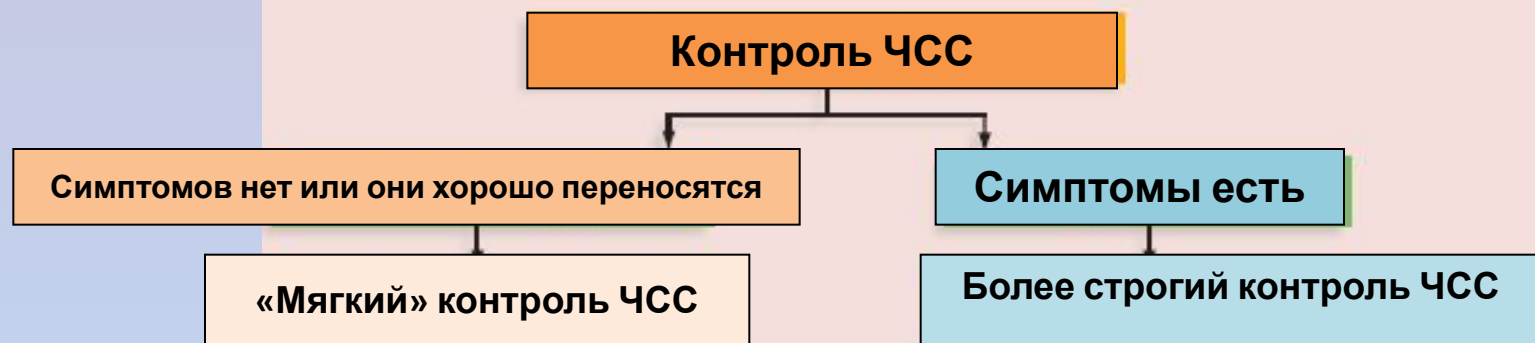 Контроль ЧСС
Симптомов нет или они хорошо переносятся
Симптомы есть
«Мягкий» контроль ЧСС
Более строгий контроль ЧСС